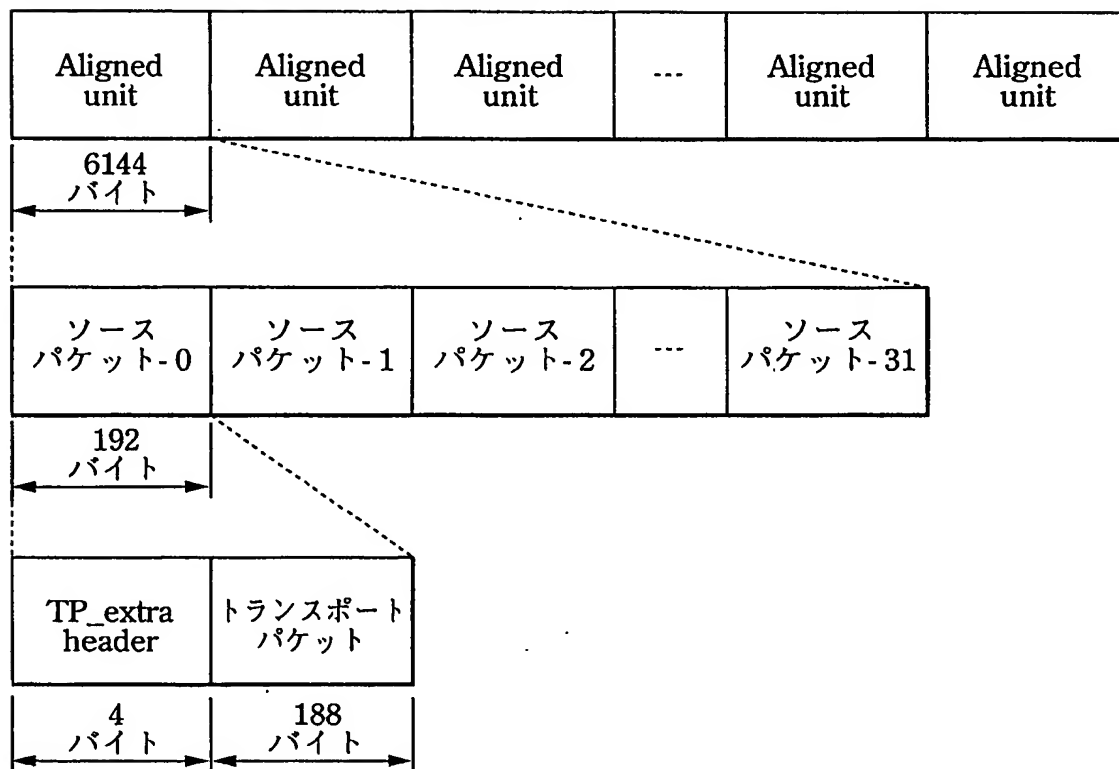 Aligned
unit
Aligned
unit
Aligned
unit
---
Aligned
unit
Aligned
unit
6144
バイト
ソース
パケット-0
ソース
パケット-1
ソース
パケット-2
---
ソース
パケット-31
192
バイト
TP_extra
header
トランスポート
パケット
4
バイト
188
バイト